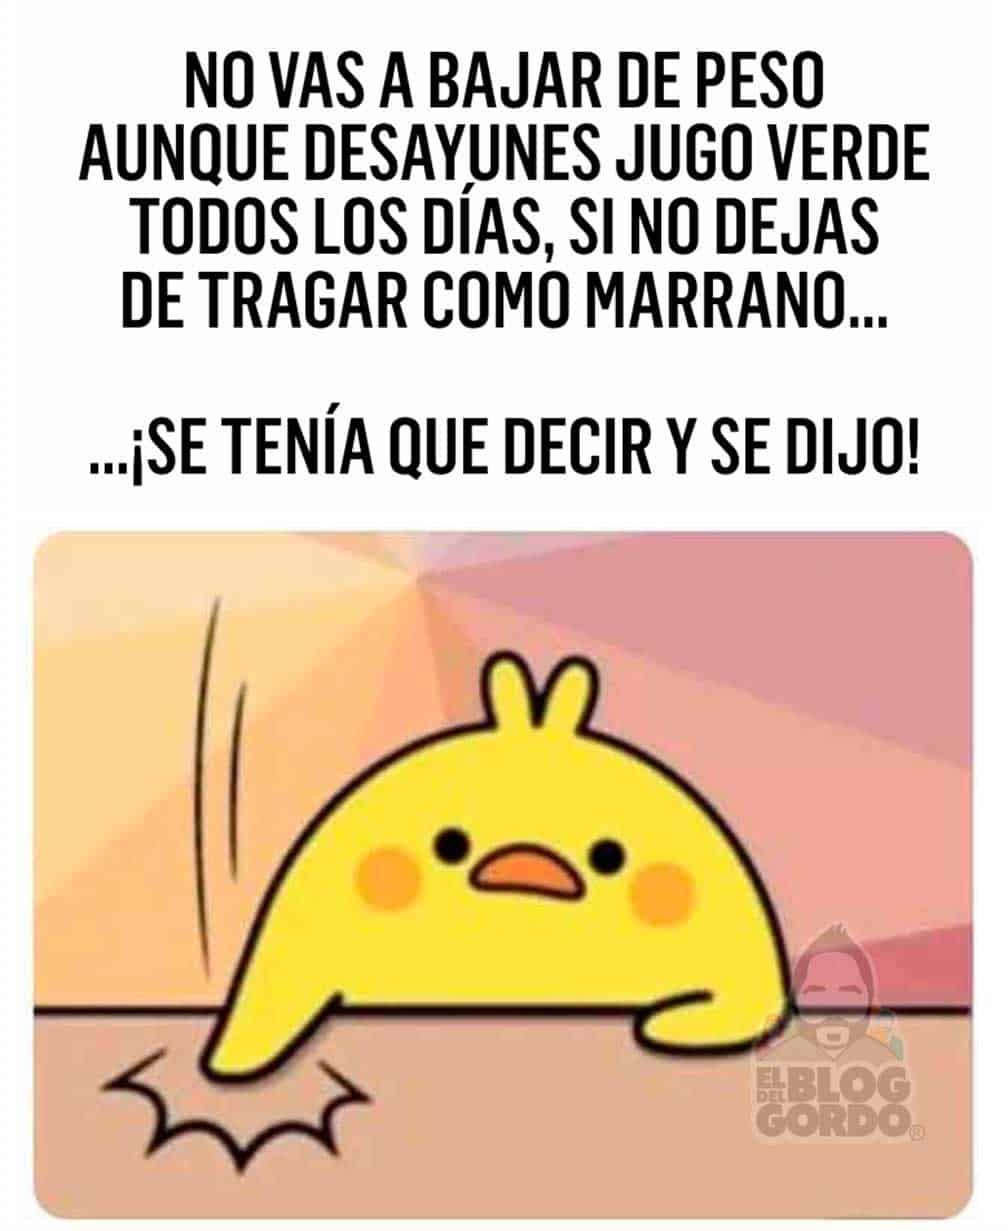 NO VAS A BAJAR DE PESO
AUNQUE DESAYUNES JUGO VERDE
TODOS LOS DÍAS, SI NO DEJAS
DE TRAGAR COMO MARRANO...
...¡SE TENÍA QUE DECIR Y SE DIJO!
EL DEL BLOG
GORDO®